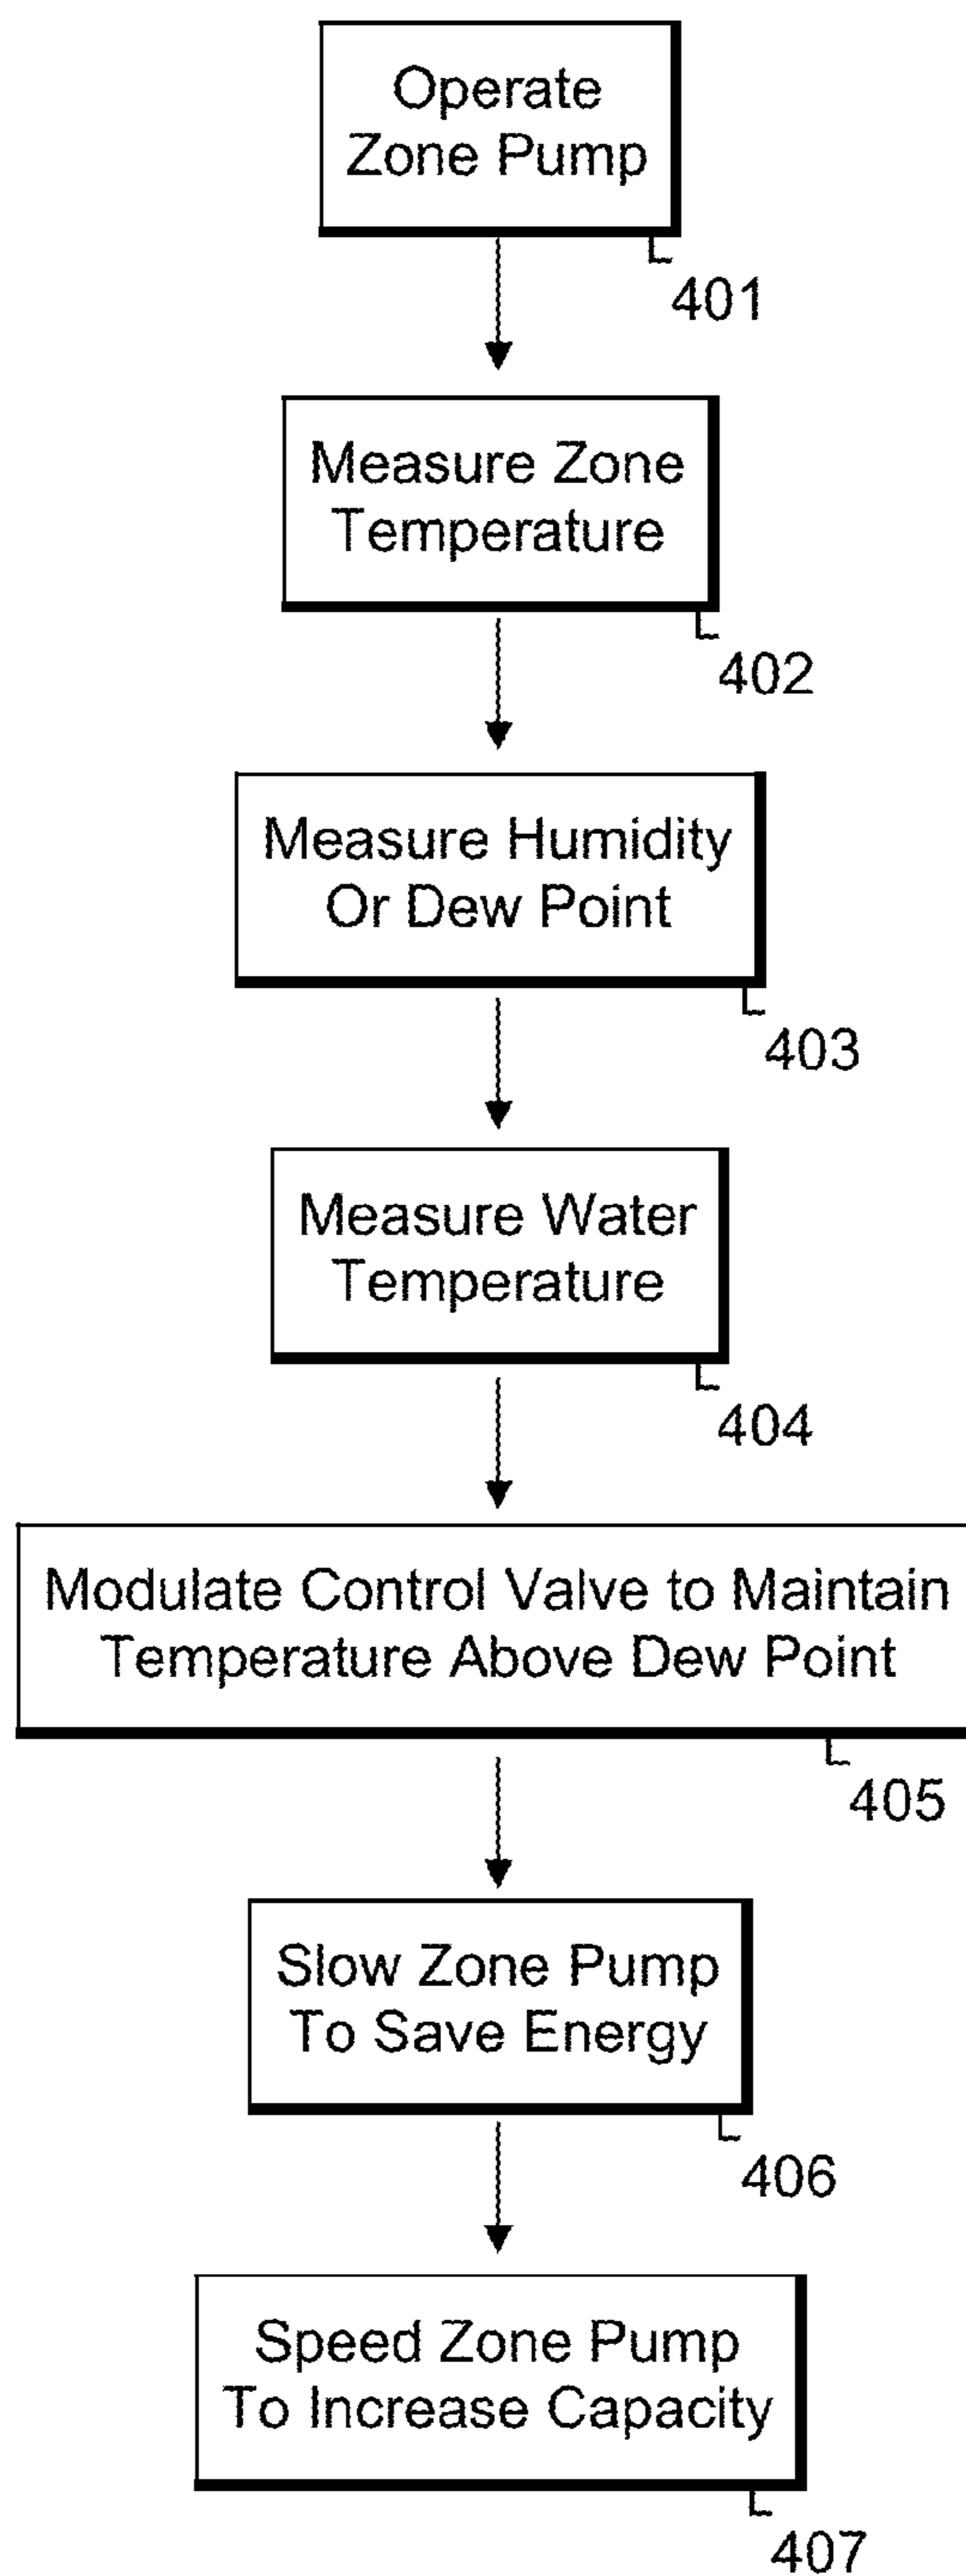 Operate
Zone Pump
401
Measure Zone
Temperature
402
Measure Humidity
Or Dew Point
403
Measure Water
Temperature
404
Modulate Control Valve to Maintain
Temperature Above Dew Point
405
Slow Zone Pump
To Save Energy
406
Speed Zone Pump
To Increase Capacity
407